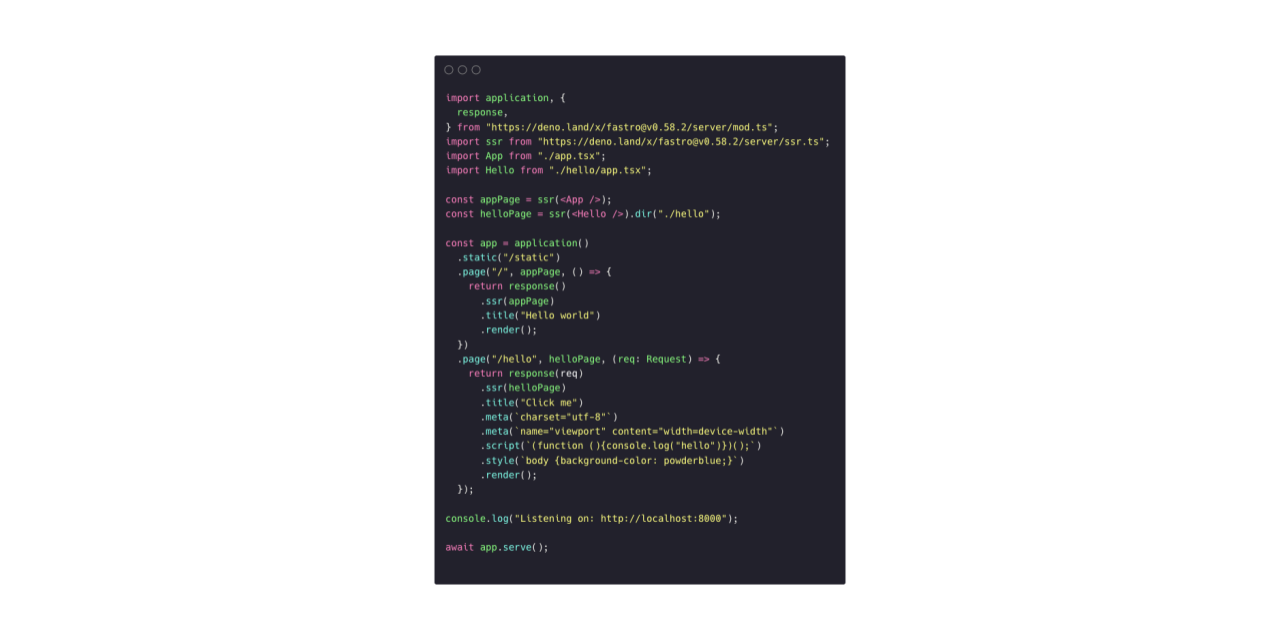 import application, {
  response,
} from "https://deno.land/x/fastro@v0.58.2/server/mod.ts";
import ssr from "https://deno.land/x/fastro@v0.58.2/server/ssr.ts";
import App from "./app.tsx";
import Hello from "./hello/app.tsx";

const appPage = ssr(<App />);
const helloPage = ssr(<Hello />).dir("./hello");

const app = application()
  .static("/static")
  .page("/", appPage, () => {
    return response()
      .ssr(appPage)
      .title("Hello world")
      .render();
  })
  .page("/hello", helloPage, (req: Request) => {
    return response(req)
      .ssr(helloPage)
      .title("Click me")
      .meta(`charset="utf-8"`)
      .meta(`name="viewport" content="width=device-width"`)
      .script(`(function (){console.log("hello")})();`)
      .style(`body {background-color: powderblue;}`)
      .render();
  });

console.log("Listening on: http://localhost:8000");

await app.serve();